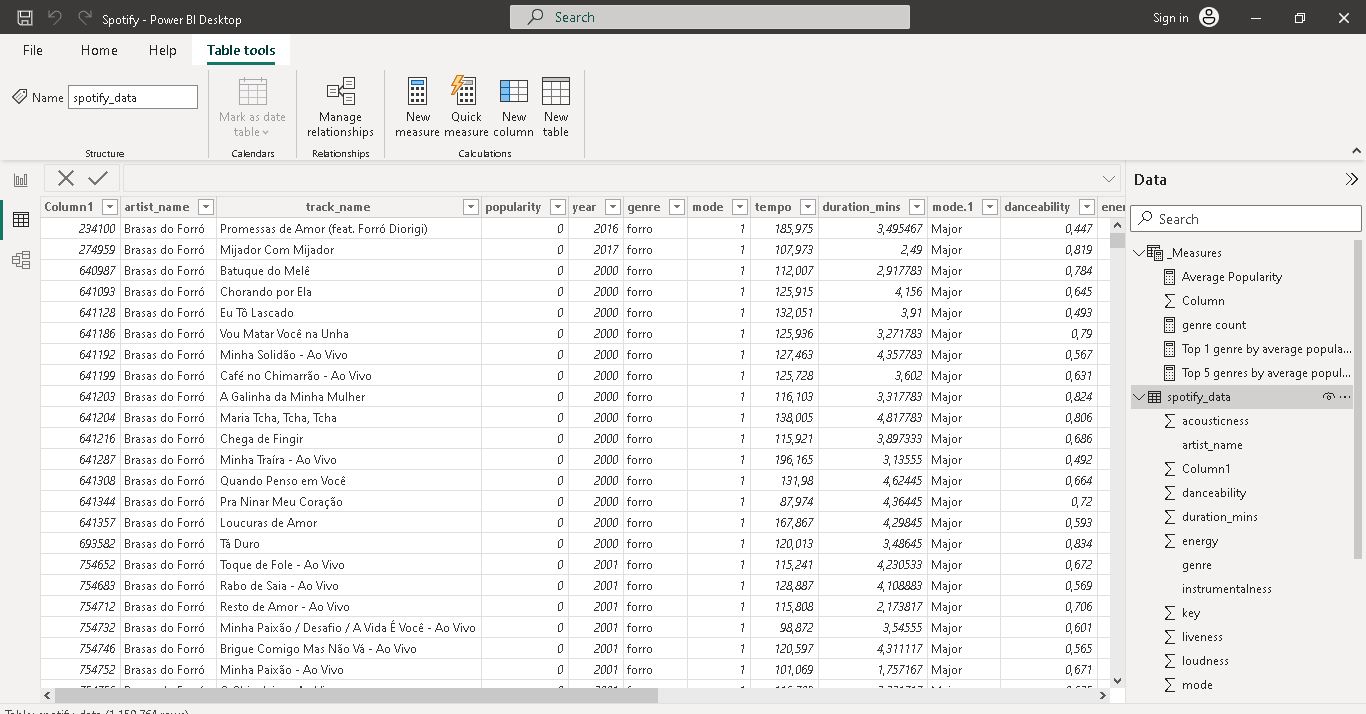 Spotify - Power BI Desktop
Search
Sign in
File Home Help Table tools
Name spotify_data
Mark as date table
Manage relationships
New measure
Quick measure
New column
New table
Structure Calendars Relationships Calculations
Column1 artist_name track_name popularity year genre mode tempo duration_mins mode.1 danceability ener
234100 Brasas do Forró Promessas de Amor (feat. Forró Diorigi) 0 2016 forro 1 185,975 3,495467 Major 0,447
274959 Brasas do Forró Mijador Com Mijador 0 2017 forro 1 107,973 2,49 Major 0,819
640987 Brasas do Forró Batuque do Melê 0 2000 forro 1 112,007 2,917783 Major 0,784
641093 Brasas do Forró Chorando por Ela 0 2000 forro 1 125,915 4,156 Major 0,645
641128 Brasas do Forró Eu Tô Lascado 0 2000 forro 1 132,051 3,91 Major 0,493
641186 Brasas do Forró Vou Matar Você na Unha 0 2000 forro 1 125,936 3,271783 Major 0,79
641192 Brasas do Forró Minha Solidão - Ao Vivo 0 2000 forro 1 127,463 4,357783 Major 0,567
641199 Brasas do Forró Café no Chimarrão - Ao Vivo 0 2000 forro 1 125,728 3,602 Major 0,631
641203 Brasas do Forró A Galinha da Minha Mulher 0 2000 forro 1 116,103 3,317783 Major 0,824
641204 Brasas do Forró Maria Tcha, Tcha, Tcha 0 2000 forro 1 138,005 4,817783 Major 0,806
641216 Brasas do Forró Chega de Fingir 0 2000 forro 1 115,921 3,897333 Major 0,686
641287 Brasas do Forró Minha Traíra - Ao Vivo 0 2000 forro 1 196,165 3,13555 Major 0,492
641308 Brasas do Forró Quando Penso em Você 0 2000 forro 1 131,98 4,62445 Major 0,664
641344 Brasas do Forró Pra Ninar Meu Coração 0 2000 forro 1 87,974 4,36445 Major 0,72
641357 Brasas do Forró Loucuras de Amor 0 2000 forro 1 167,867 4,29845 Major 0,593
693582 Brasas do Forró Tá Duro 0 2000 forro 1 120,013 3,48645 Major 0,834
754652 Brasas do Forró Toque de Fole - Ao Vivo 0 2001 forro 1 115,241 4,230533 Major 0,672
754683 Brasas do Forró Rabo de Saia - Ao Vivo 0 2001 forro 1 128,887 4,108883 Major 0,569
754712 Brasas do Forró Resto de Amor - Ao Vivo 0 2001 forro 1 115,808 2,173817 Major 0,706
754732 Brasas do Forró Minha Paixão / Desafio / A Vida É Você - Ao Vivo 0 2001 forro 1 98,872 3,54555 Major 0,601
754746 Brasas do Forró Brigue Comigo Mas Não Vá - Ao Vivo 0 2001 forro 1 120,597 4,311117 Major 0,565
754752 Brasas do Forró Minha Paixão - Ao Vivo 0 2001 forro 1 101,069 1,757167 Major 0,671
Data
Search
_Measures
Average Popularity
Column
genre count
Top 1 genre by average popula...
Top 5 genres by average popul...
spotify_data
acousticness
artist_name
Column1
danceability
duration_mins
energy
genre
instrumentalness
key
liveness
loudness
mode